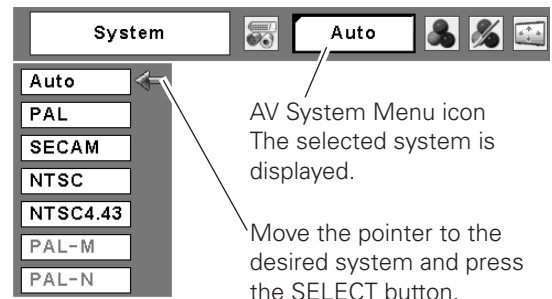 System
Auto
Auto
PAL
SECAM
NTSC
NTSC4.43
PAL-M
PAL-N
AV System Menu icon
The selected system is
displayed.
Move the pointer to the
desired system and press
the SELECT button.